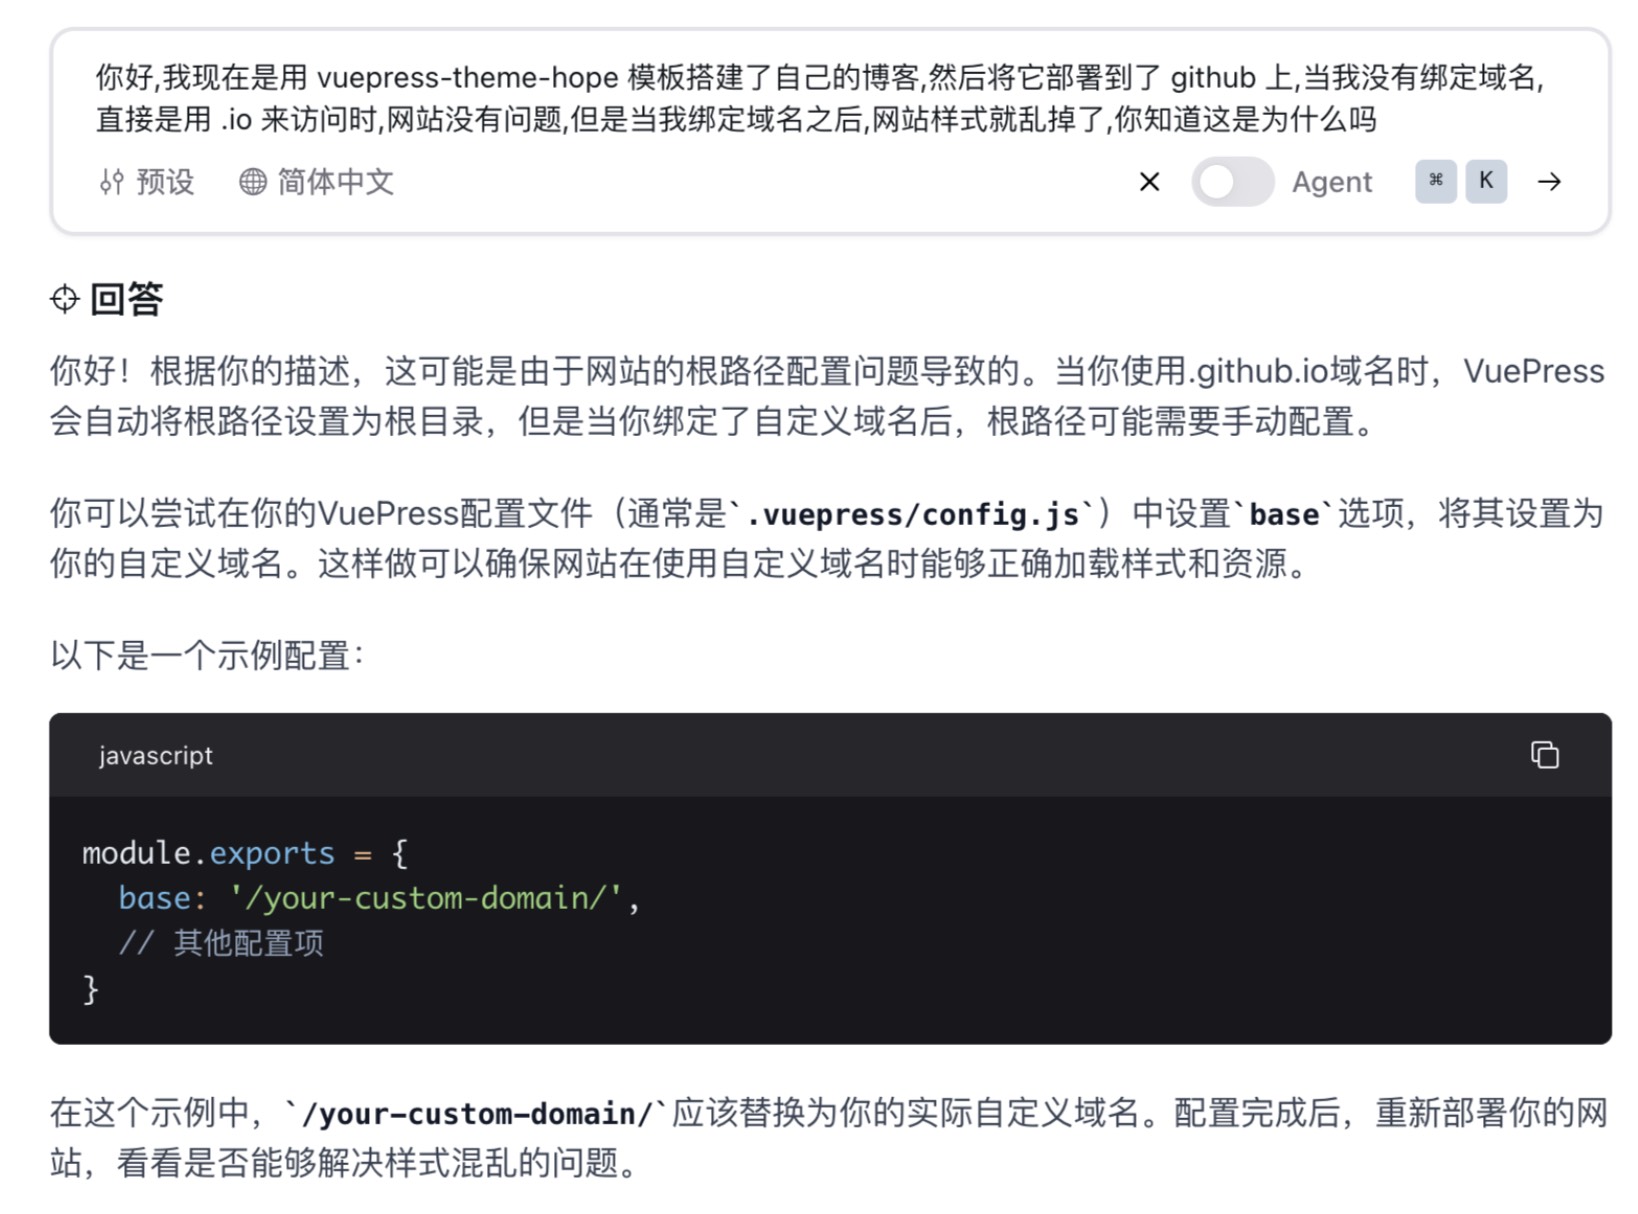 你好,我现在是用 vuepress-theme-hope 模板搭建了自己的博客,然后将它部署到了 github 上,当我没有绑定域名,
直接是用 .io 来访问时,网站没有问题,但是当我绑定域名之后,网站样式就乱掉了,你知道这是为什么吗
预设 简体中文 Agent ⌘ K →
回答
你好！根据你的描述，这可能是由于网站的根路径配置问题导致的。当你使用.github.io域名时，VuePress
会自动将根路径设置为根目录，但是当你绑定了自定义域名后，根路径可能需要手动配置。
你可以尝试在你的VuePress配置文件（通常是`.vuepress/config.js`）中设置`base`选项，将其设置为
你的自定义域名。这样做可以确保网站在使用自定义域名时能够正确加载样式和资源。
以下是一个示例配置：
javascript
module.exports = {
  base: '/your-custom-domain/',
  // 其他配置项
}
在这个示例中，`/your-custom-domain/`应该替换为你的实际自定义域名。配置完成后，重新部署你的网
站，看看是否能够解决样式混乱的问题。